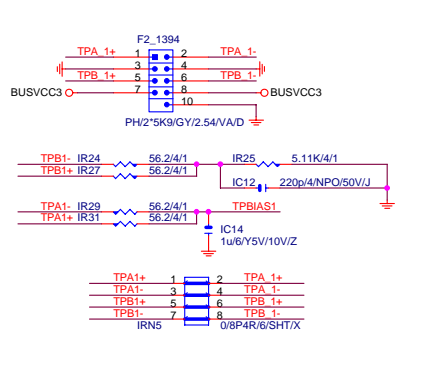 F2_1394
TPA_1+ 1 2 TPA_1-
3 4
TPB_1+ 5 6 TPB_1-
BUSVCC3 7 8 BUSVCC3
10
PH/2*5K9/GY/2.54/VA/D
TPB1- IR24 56.2/4/1 IR25 5.11K/4/1
TPB1+ IR27 56.2/4/1
IC12 220p/4/NPO/50V/J
TPA1- IR29 56.2/4/1 TPBIAS1
TPA1+ IR31 56.2/4/1
IC14
1u/6/Y5V/10V/Z
TPA1+ 1 2 TPA_1+
TPA1- 3 4 TPA_1-
TPB1+ 5 6 TPB_1+
TPB1- 7 8 TPB_1-
IRN5 0/8P4R/6/SHT/X